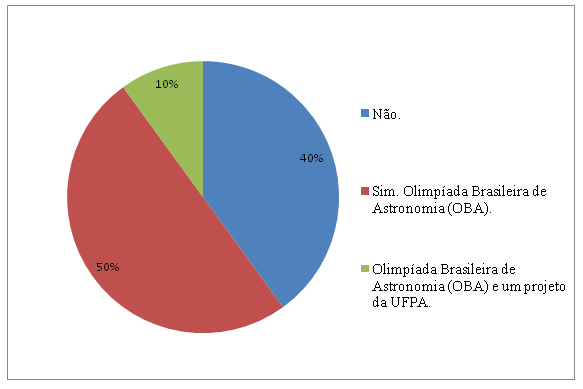 10%
40%
50%
Não.
Sim. Olimpíada Brasileira de
Astronomia (OBA).
Olimpíada Brasileira de
Astronomia (OBA) e um projeto
da UFPA.